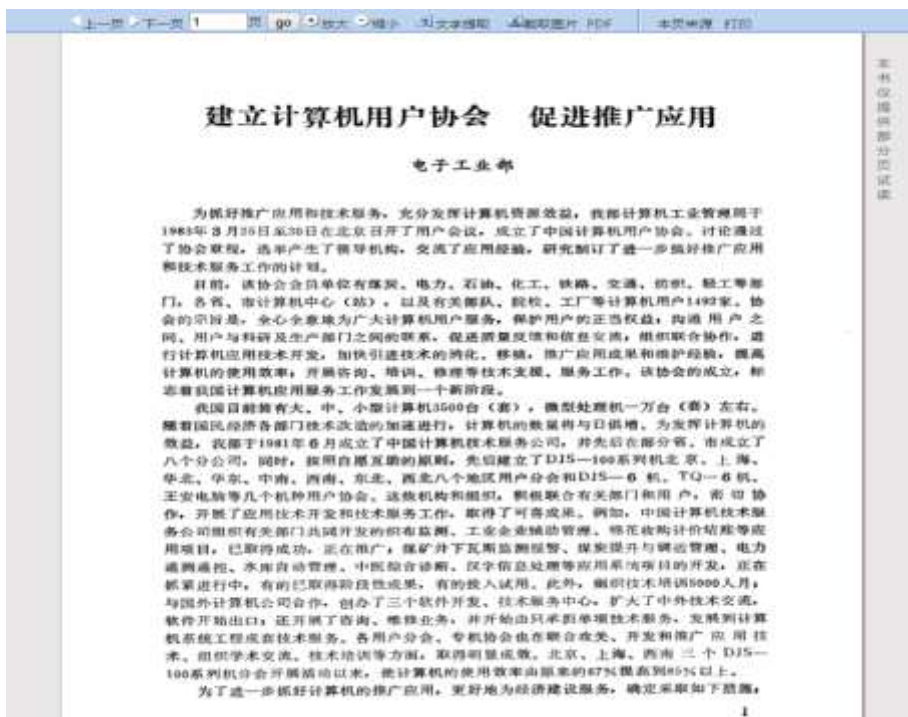 上一页 下一页 1 页 go 放大 缩小 文字摘取 截取图片 PDF 本页来源 打印
本书仅提供部分页试读
建立计算机用户协会 促进推广应用
电子工业部
为抓好推广应用和技术服务，充分发挥计算机资源效益，我部计算机工业管理局于
1983年8月25日至30日在北京召开了用户会议，成立了中国计算机用户协会。讨论通过
了协会章程，选举产生了领导机构，交流了应用经验，研究制订了进一步搞好推广应用
和技术服务工作的计划。
目前，该协会会员单位有煤炭、电力、石油、化工、铁路、交通、纺织、轻工等部
门，各省、市计算机中心（站），以及有关部队、院校、工厂等计算机用户1492家。协
会的宗旨是，全心全意地为广大计算机用户服务，保护用户的正当权益，沟通用户之
间、用户与科研及生产部门之间的联系，促进质量反馈和信息交流，组织联合协作，进
行计算机应用技术开发，加快引进技术的消化、移植，推广应用成果和维护经验，提高
计算机的使用效率，开展咨询、培训、修理等技术支援、服务工作。该协会的成立，标
志着我国计算机应用服务工作发展到一个新阶段。
我国目前拥有大、中、小型计算机3500台（套），微型处理机一万台（套）左右。
随着国民经济各部门技术改造的加速进行，计算机的数量将与日俱增。为发挥计算机的
效益，我部于1981年6月成立了中国计算机技术服务公司，并先后在部分省、市成立了
八个分公司，同时，按照自愿互助的原则，先后建立了DJS—100系列机北京、上海、
华北、华东、中南、西南、东北、西北八个地区用户分会和DJS—6 机、TQ—6机、
王安电脑等几个机种用户协会。这些机构和组织，积极联合有关部门和用户，密切协
作，开展了应用技术开发和技术服务工作，取得了可喜成果。例如，中国计算机技术服
务公司组织有关部门共同开发的织布监测、工业企业辅助管理、棉花收购计价结账等应
用项目，已取得成功，正在推广；煤矿井下瓦斯监测报警、煤炭提升与调运管理、电力
遥测遥控、水库自动管理、中医综合诊断、汉字信息处理等应用系统项目的开发，正在
抓紧进行中，有的已取得阶段性成果，有的投入试用。此外，组织技术培训5000人月；
与国外计算机公司合作，创办了三个软件开发、技术服务中心，扩大了中外技术交流，
软件开始出口；还开展了咨询、维修业务，并开始由只承担单项技术服务，发展到计算
机系统工程成套技术服务。各用户分会、专机协会也在联合攻关、开发和推广应用技
术、组织学术交流、技术培训等方面，取得明显成效。北京、上海、西南三个DJS—
100系列机分会开展活动以来，使计算机的使用效率由原来的67%提高到85%以上。
为了进一步抓好计算机的推广应用，更好地为经济建设服务，确定采取如下措施：
1